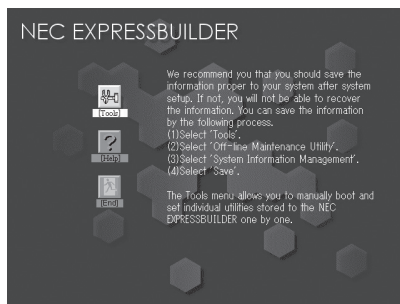 NEC EXPRESSBUILDER
We recommend you that you should save the
information proper to your system after system
setup. If not, you will not be able to recover
the information. You can save the information
by the following process.
(1)Select 'Tools'.
(2)Select 'Off-line Maintenance Utility'.
(3)Select 'System Information Management'.
(4)Select 'Save'.
The Tools menu allows you to manually boot and
set individual utilities stored to the NEC
EXPRESSBUILDER one by one.
[Tools]
[Help]
[End]